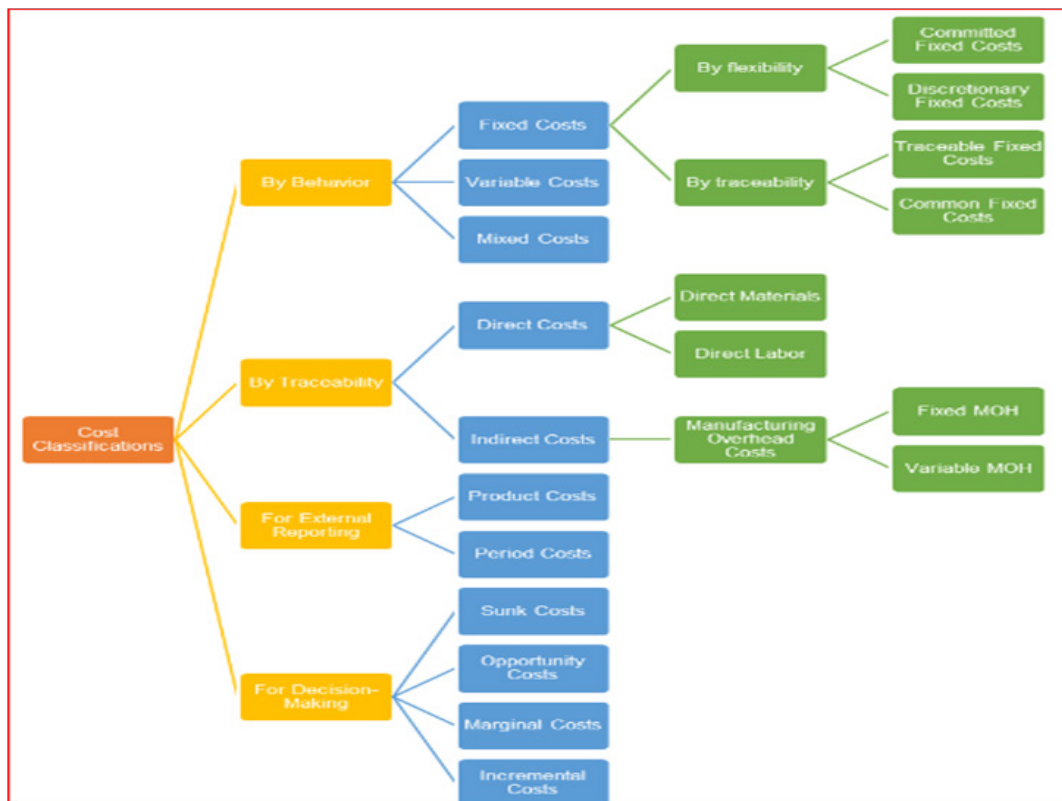 Cost
Classifications
By Behavior
Fixed Costs
By flexibility
Committed
Fixed Costs
Discretionary
Fixed Costs
By traceability
Traceable Fixed
Costs
Common Fixed
Costs
Variable Costs
Mixed Costs
By Traceability
Direct Costs
Direct Materials
Direct Labor
Indirect Costs
Manufacturing
Overhead
Costs
Fixed MOH
Variable MOH
For External
Reporting
Product Costs
Period Costs
For Decision-
Making
Sunk Costs
Opportunity
Costs
Marginal Costs
Incremental
Costs